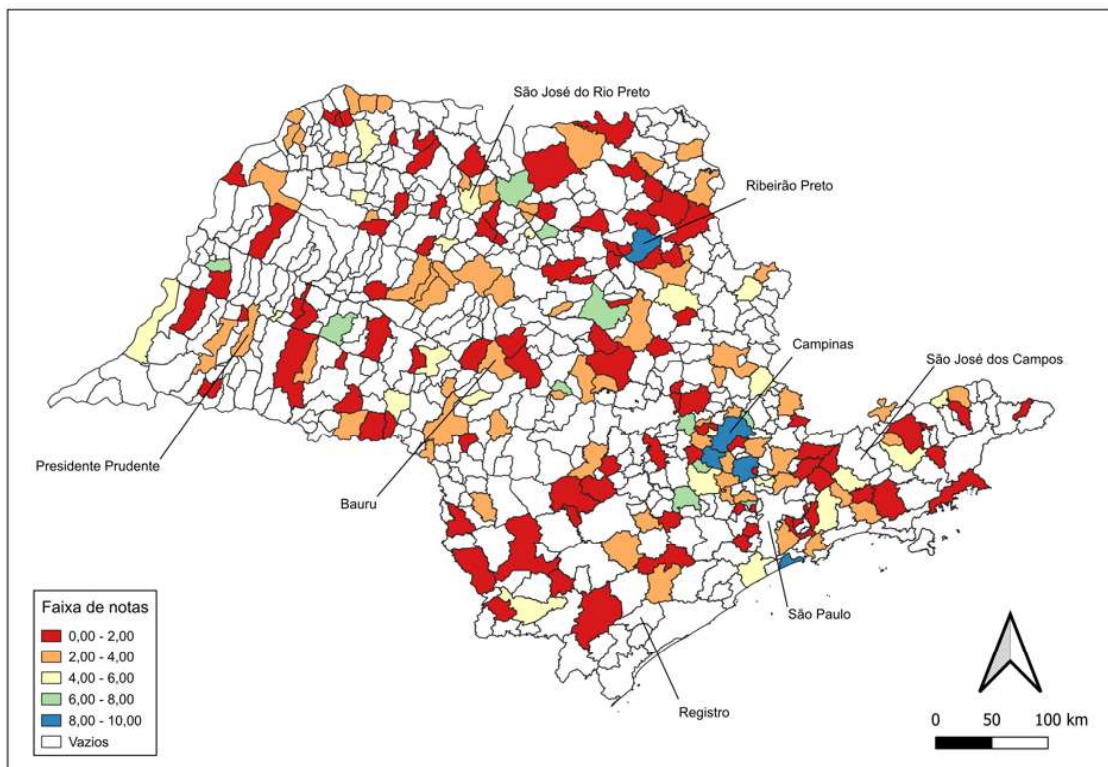 São José do Rio Preto
Ribeirão Preto
Campinas
São José dos Campos
Presidente Prudente
Bauru
São Paulo
Registro
Faixa de notas
0,00 - 2,00
2,00 - 4,00
4,00 - 6,00
6,00 - 8,00
8,00 - 10,00
Vazios
0 50 100 km